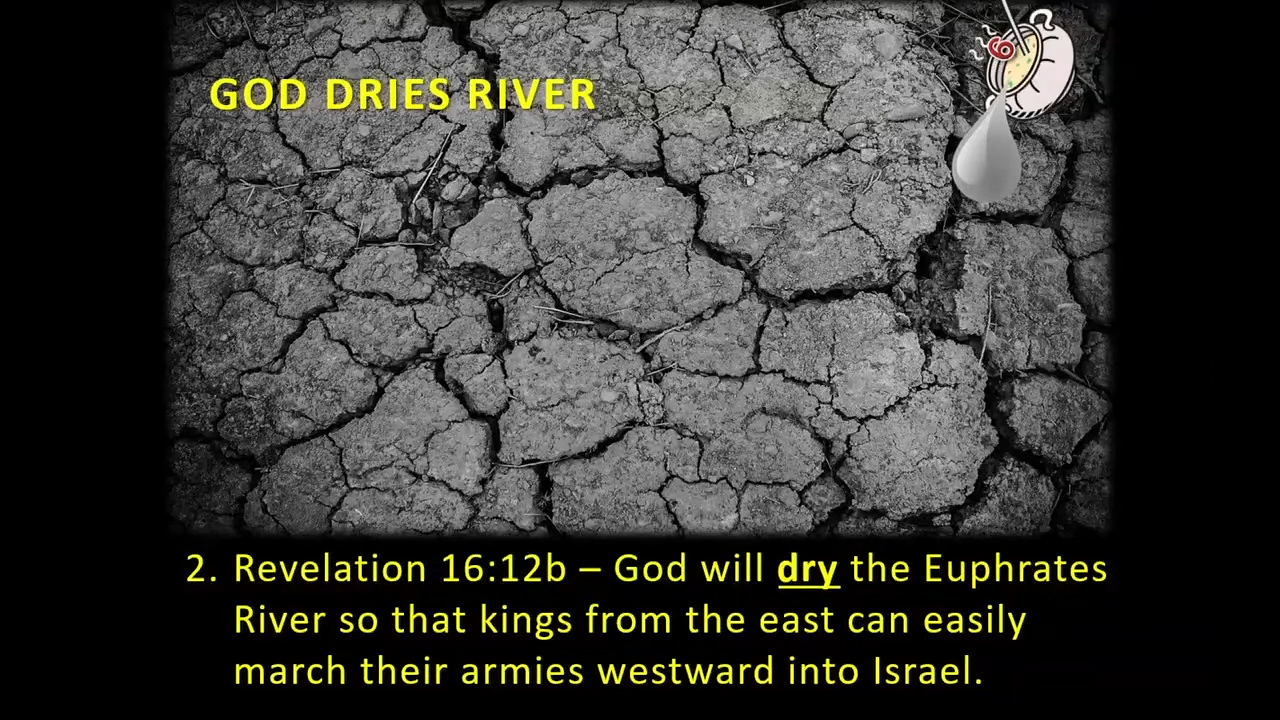 6
GOD DRIES RIVER
2. Revelation 16:12b – God will dry the Euphrates
River so that kings from the east can easily
march their armies westward into Israel.